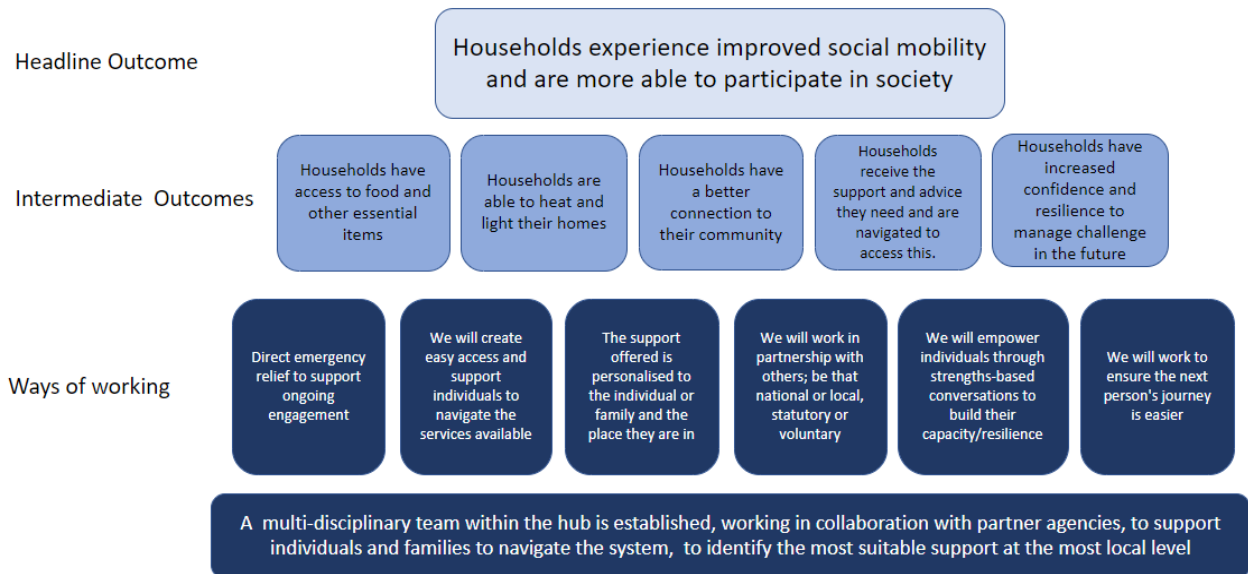 Headline Outcome
Households experience improved social mobility
and are more able to participate in society
Intermediate  Outcomes
Households have
access to food and
other essential
items
Households are
able to heat and
light their homes
Households have
a better
connection to
their community
Households
receive the
support and advice
they need and are
navigated to
access this.
Households have
increased
confidence and
resilience to
manage challenge
in the future
Ways of working
Direct emergency
relief to support
ongoing
engagement
We will create
easy access and
support
individuals to
navigate the
services available
The support
offered is
personalised to
the individual or
family and the
place they are in
We will work in
partnership with
others; be that
national or local,
statutory or
voluntary
We will empower
individuals through
strengths-based
conversations to
build their
capacity/resilience
We will work to
ensure the next
person's journey
is easier
A  multi-disciplinary team within the hub is established, working in collaboration with partner agencies, to support
individuals and families to navigate the system,  to identify the most suitable support at the most local level